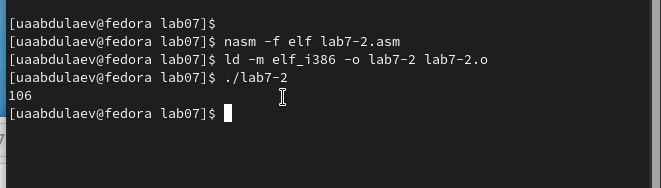 [uaabdulaev@fedora lab07]$
[uaabdulaev@fedora lab07]$ nasm -f elf lab7-2.asm
[uaabdulaev@fedora lab07]$ ld -m elf_i386 -o lab7-2 lab7-2.o
[uaabdulaev@fedora lab07]$ ./lab7-2
106
[uaabdulaev@fedora lab07]$